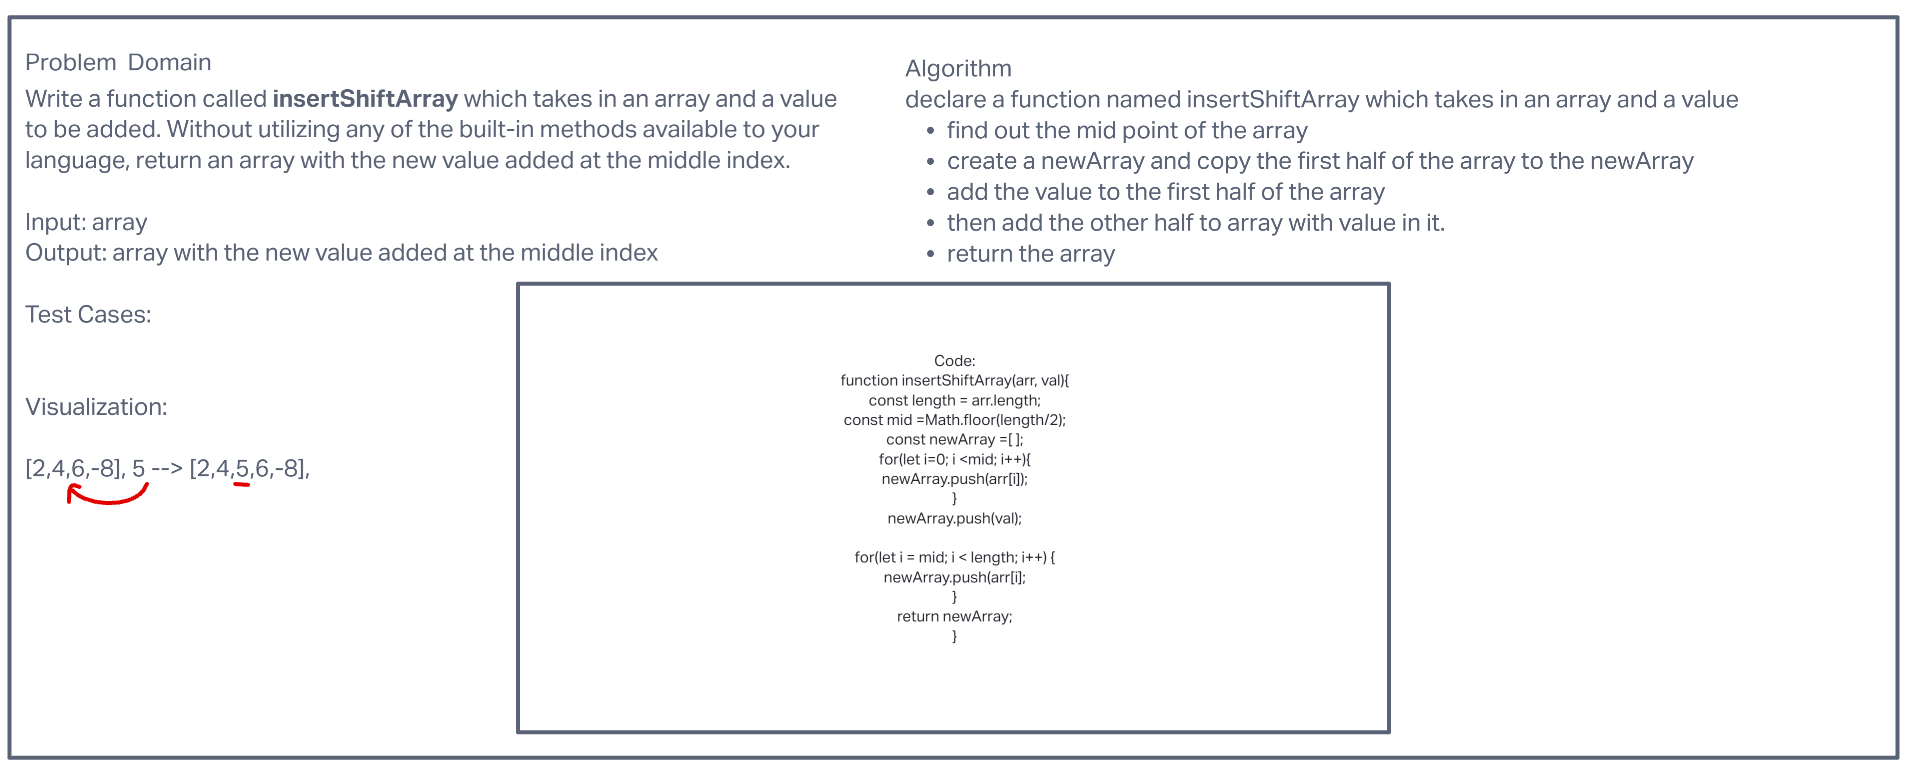 Problem  Domain
Write a function called insertShiftArray which takes in an array and a value
to be added. Without utilizing any of the built-in methods available to your
language, return an array with the new value added at the middle index.
Input: array
Output: array with the new value added at the middle index
Test Cases:
Visualization:
[2,4,6,-8], 5 --> [2,4,5,6,-8],
Algorithm
declare a function named insertShiftArray which takes in an array and a value
• find out the mid point of the array
• create a newArray and copy the first half of the array to the newArray
• add the value to the first half of the array
• then add the other half to array with value in it.
• return the array
Code:
function insertShiftArray(arr, val){
const length = arr.length;
const mid =Math.floor(length/2);
const newArray =[ ];
for(let i=0; i <mid; i++){
newArray.push(arr[i]);
}
newArray.push(val);
for(let i = mid; i < length; i++) {
newArray.push(arr[i];
}
return newArray;
}